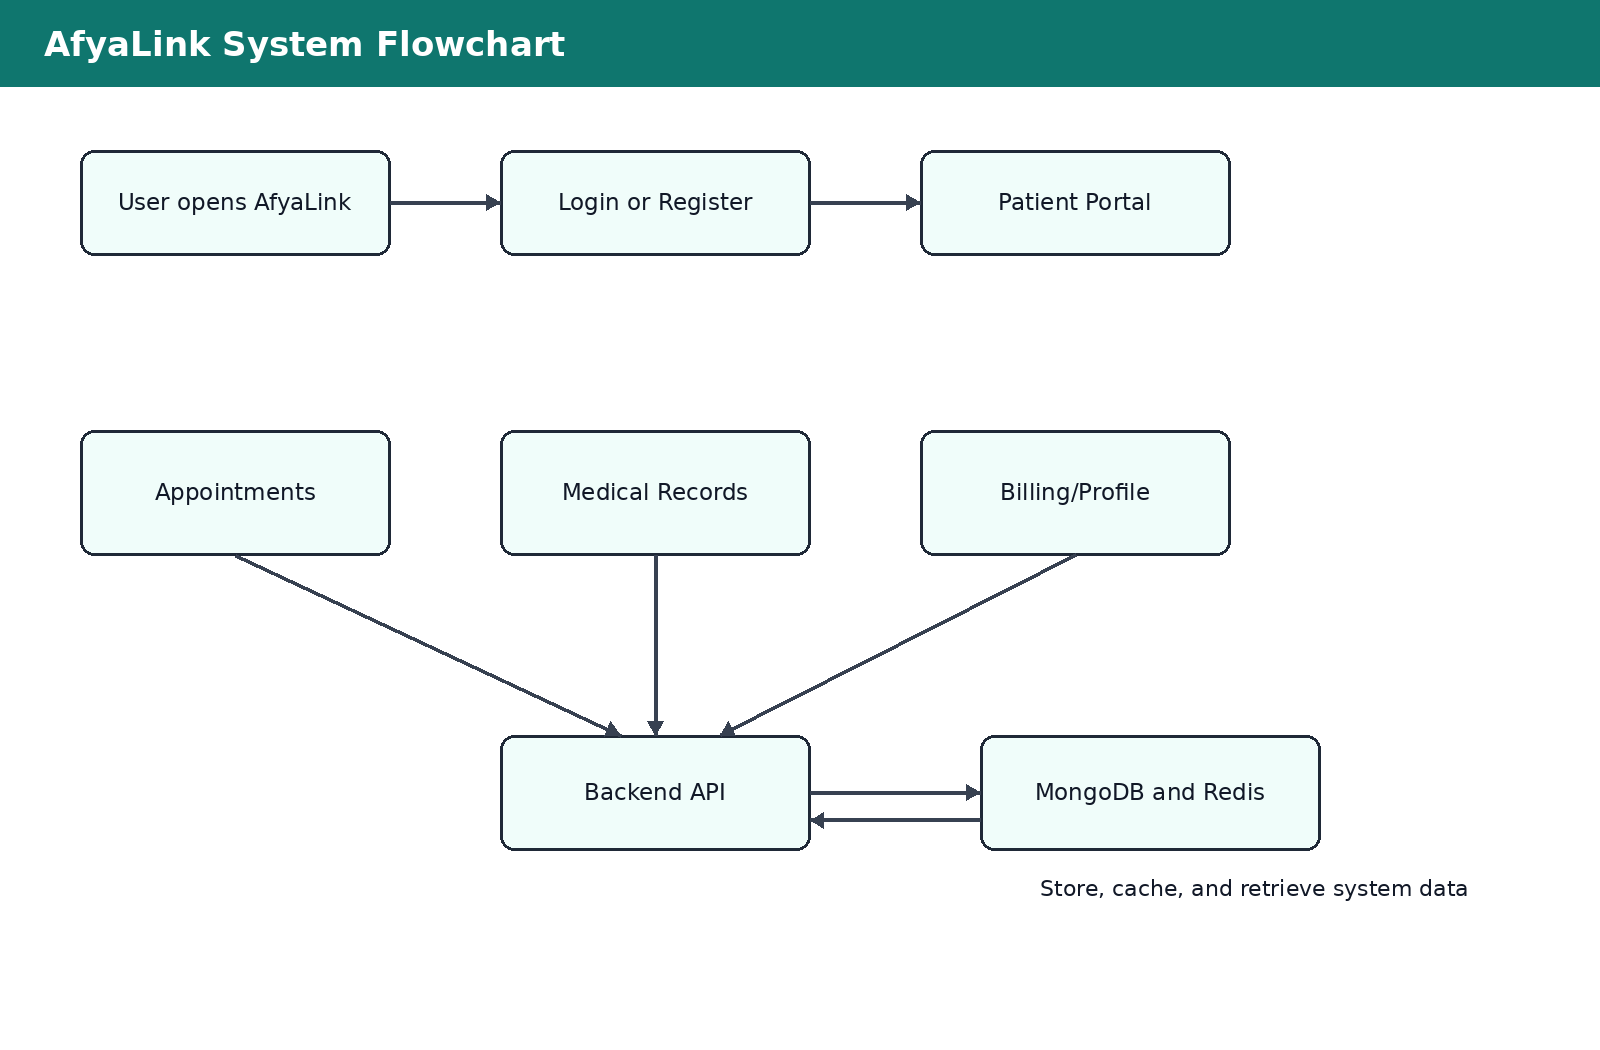 AfyaLink System Flowchart
User opens AfyaLink
Login or Register
Patient Portal
Appointments
Medical Records
Billing/Profile
Backend API
MongoDB and Redis
Store, cache, and retrieve system data